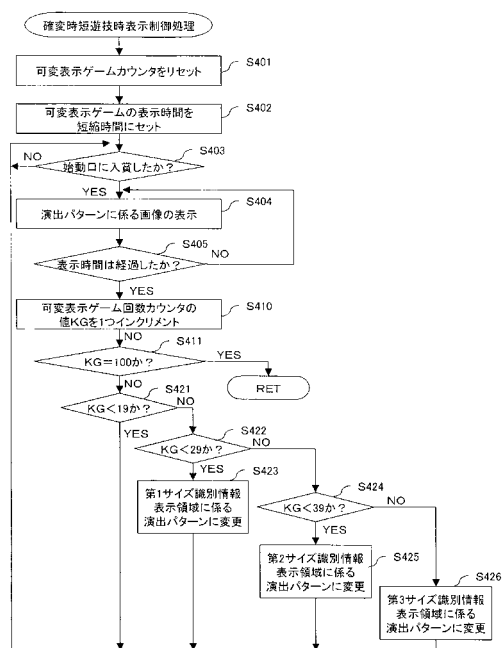 確変時短遊技時表示制御処理
可変表示ゲームカウンタをリセット
S401
可変表示ゲームの表示時間を
短縮時間にセット
S402
NO
始動口に入賞したか?
S403
YES
演出パターンに係る画像の表示
S404
S405
表示時間は経過したか?
NO
YES
可変表示ゲーム回数カウンタの
値KGを1つインクリメント
S410
NO
S411
KG=100か?
YES
RET
NO
S421
KG<19か?
NO
YES
S422
KG<29か?
NO
YES
S423
第1サイズ識別情報
表示領域に係る
演出パターンに変更
S424
KG<39か?
NO
YES
S425
第2サイズ識別情報
表示領域に係る
演出パターンに変更
S426
第3サイズ識別情報
表示領域に係る
演出パターンに変更